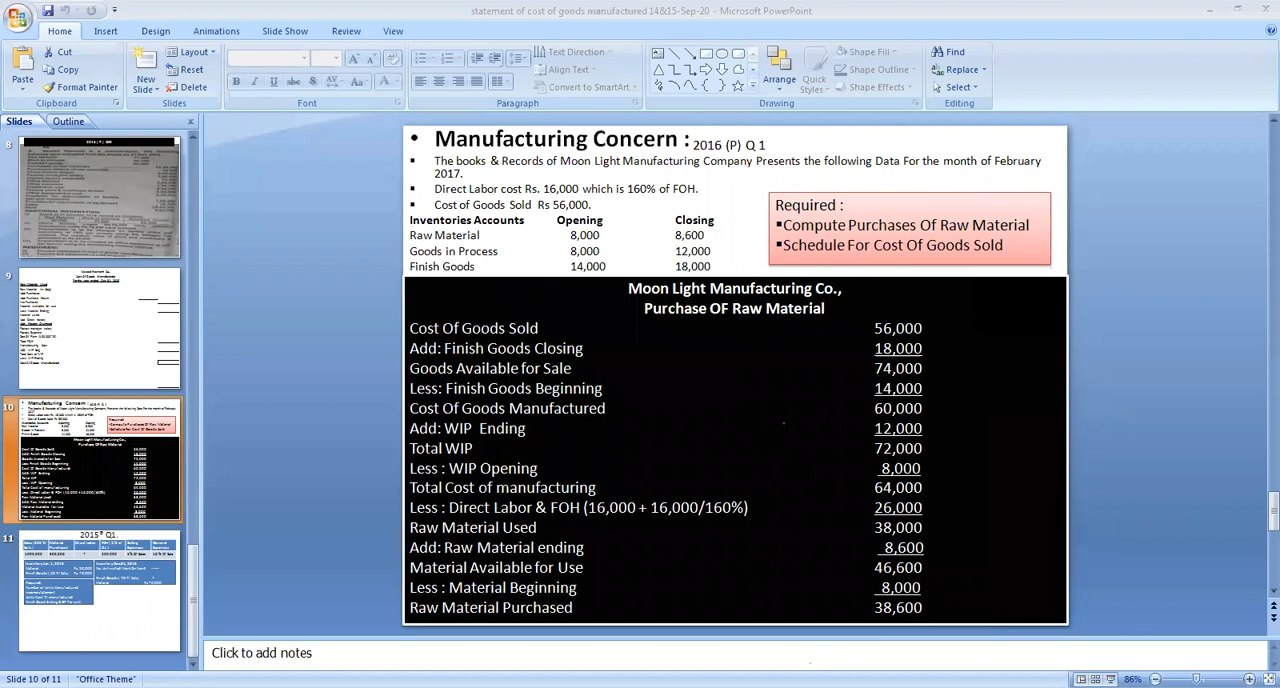 statement of cost of goods manufactured 14&15-Sep-20 - Microsoft PowerPoint
Home Insert Design Animations Slide Show Review View
Cut
Copy
Format Painter
Paste
Clipboard
New Slide
Layout
Reset
Delete
Slides
Font
Text Direction
Align Text
Convert to SmartArt
Paragraph
Arrange
Quick Styles
Shape Fill
Shape Outline
Shape Effects
Drawing
Find
Replace
Select
Editing
Slides Outline
8
9
10
11
2015® Q1.
• Manufacturing Concern : 2016 (P) Q 1
The Manufacturing the following Date for the month of February
2017.
Direct Labor cost Rs. 16,000 which is 160% of FOH.
Cost of Goods Sold Rs 56,000.
Inventories Accounts Opening Closing
Raw Material 8,000 8,600
Goods in Process 8,000 12,000
Finish Goods 14,000 18,000
Required :
▪Compute Purchases Of Raw Material
▪Schedule For Cost Of Goods Sold
Moon Light Manufacturing Co.,
Purchase OF Raw Material
Cost Of Goods Sold 56,000
Add: Finish Goods Closing 18,000
Goods Available for Sale 74,000
Less: Finish Goods Beginning 14,000
Cost Of Goods Manufactured 60,000
Add: WIP Ending 12,000
Total WIP 72,000
Less : WIP Opening 8,000
Total Cost of manufacturing 64,000
Less : Direct Labor & FOH (16,000 + 26,000
Raw Material Used 38,000
Add: Raw Material ending 8,600
Material Available for Use 46,600
Less : Material Beginning 8,000
Raw Material Purchased 38,600
Click to add notes
Slide 10 of 11 "Office Theme" 86%